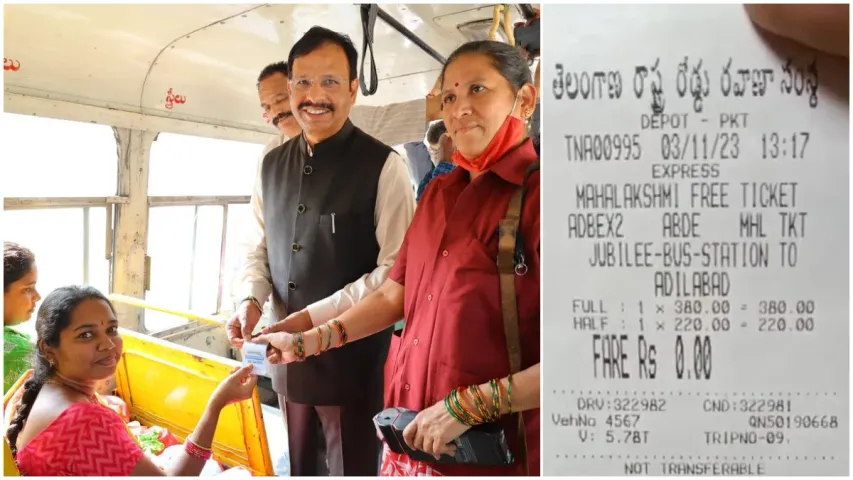 స్త్రీలు
తెలంగాణ రాష్ట్ర రోడ్డు రవాణా సంస్థ
DEPOT - PKT
TNA00995 03/11/23 13:17
EXPRESS
MAHALAKSHMI FREE TICKET
ADBEX2 ABDE MHL TKT
JUBILEE-BUS-STATION TO
ADILABAD
FULL : 1 x 380.00 = 380.00
HALF : 1 x 220.00 = 220.00
FARE Rs 0.00
DRV:322982 CND:322981
VehNo 4567 QN50190668
V: 5.78T TRIPNO-09.
NOT TRANSFERABLE